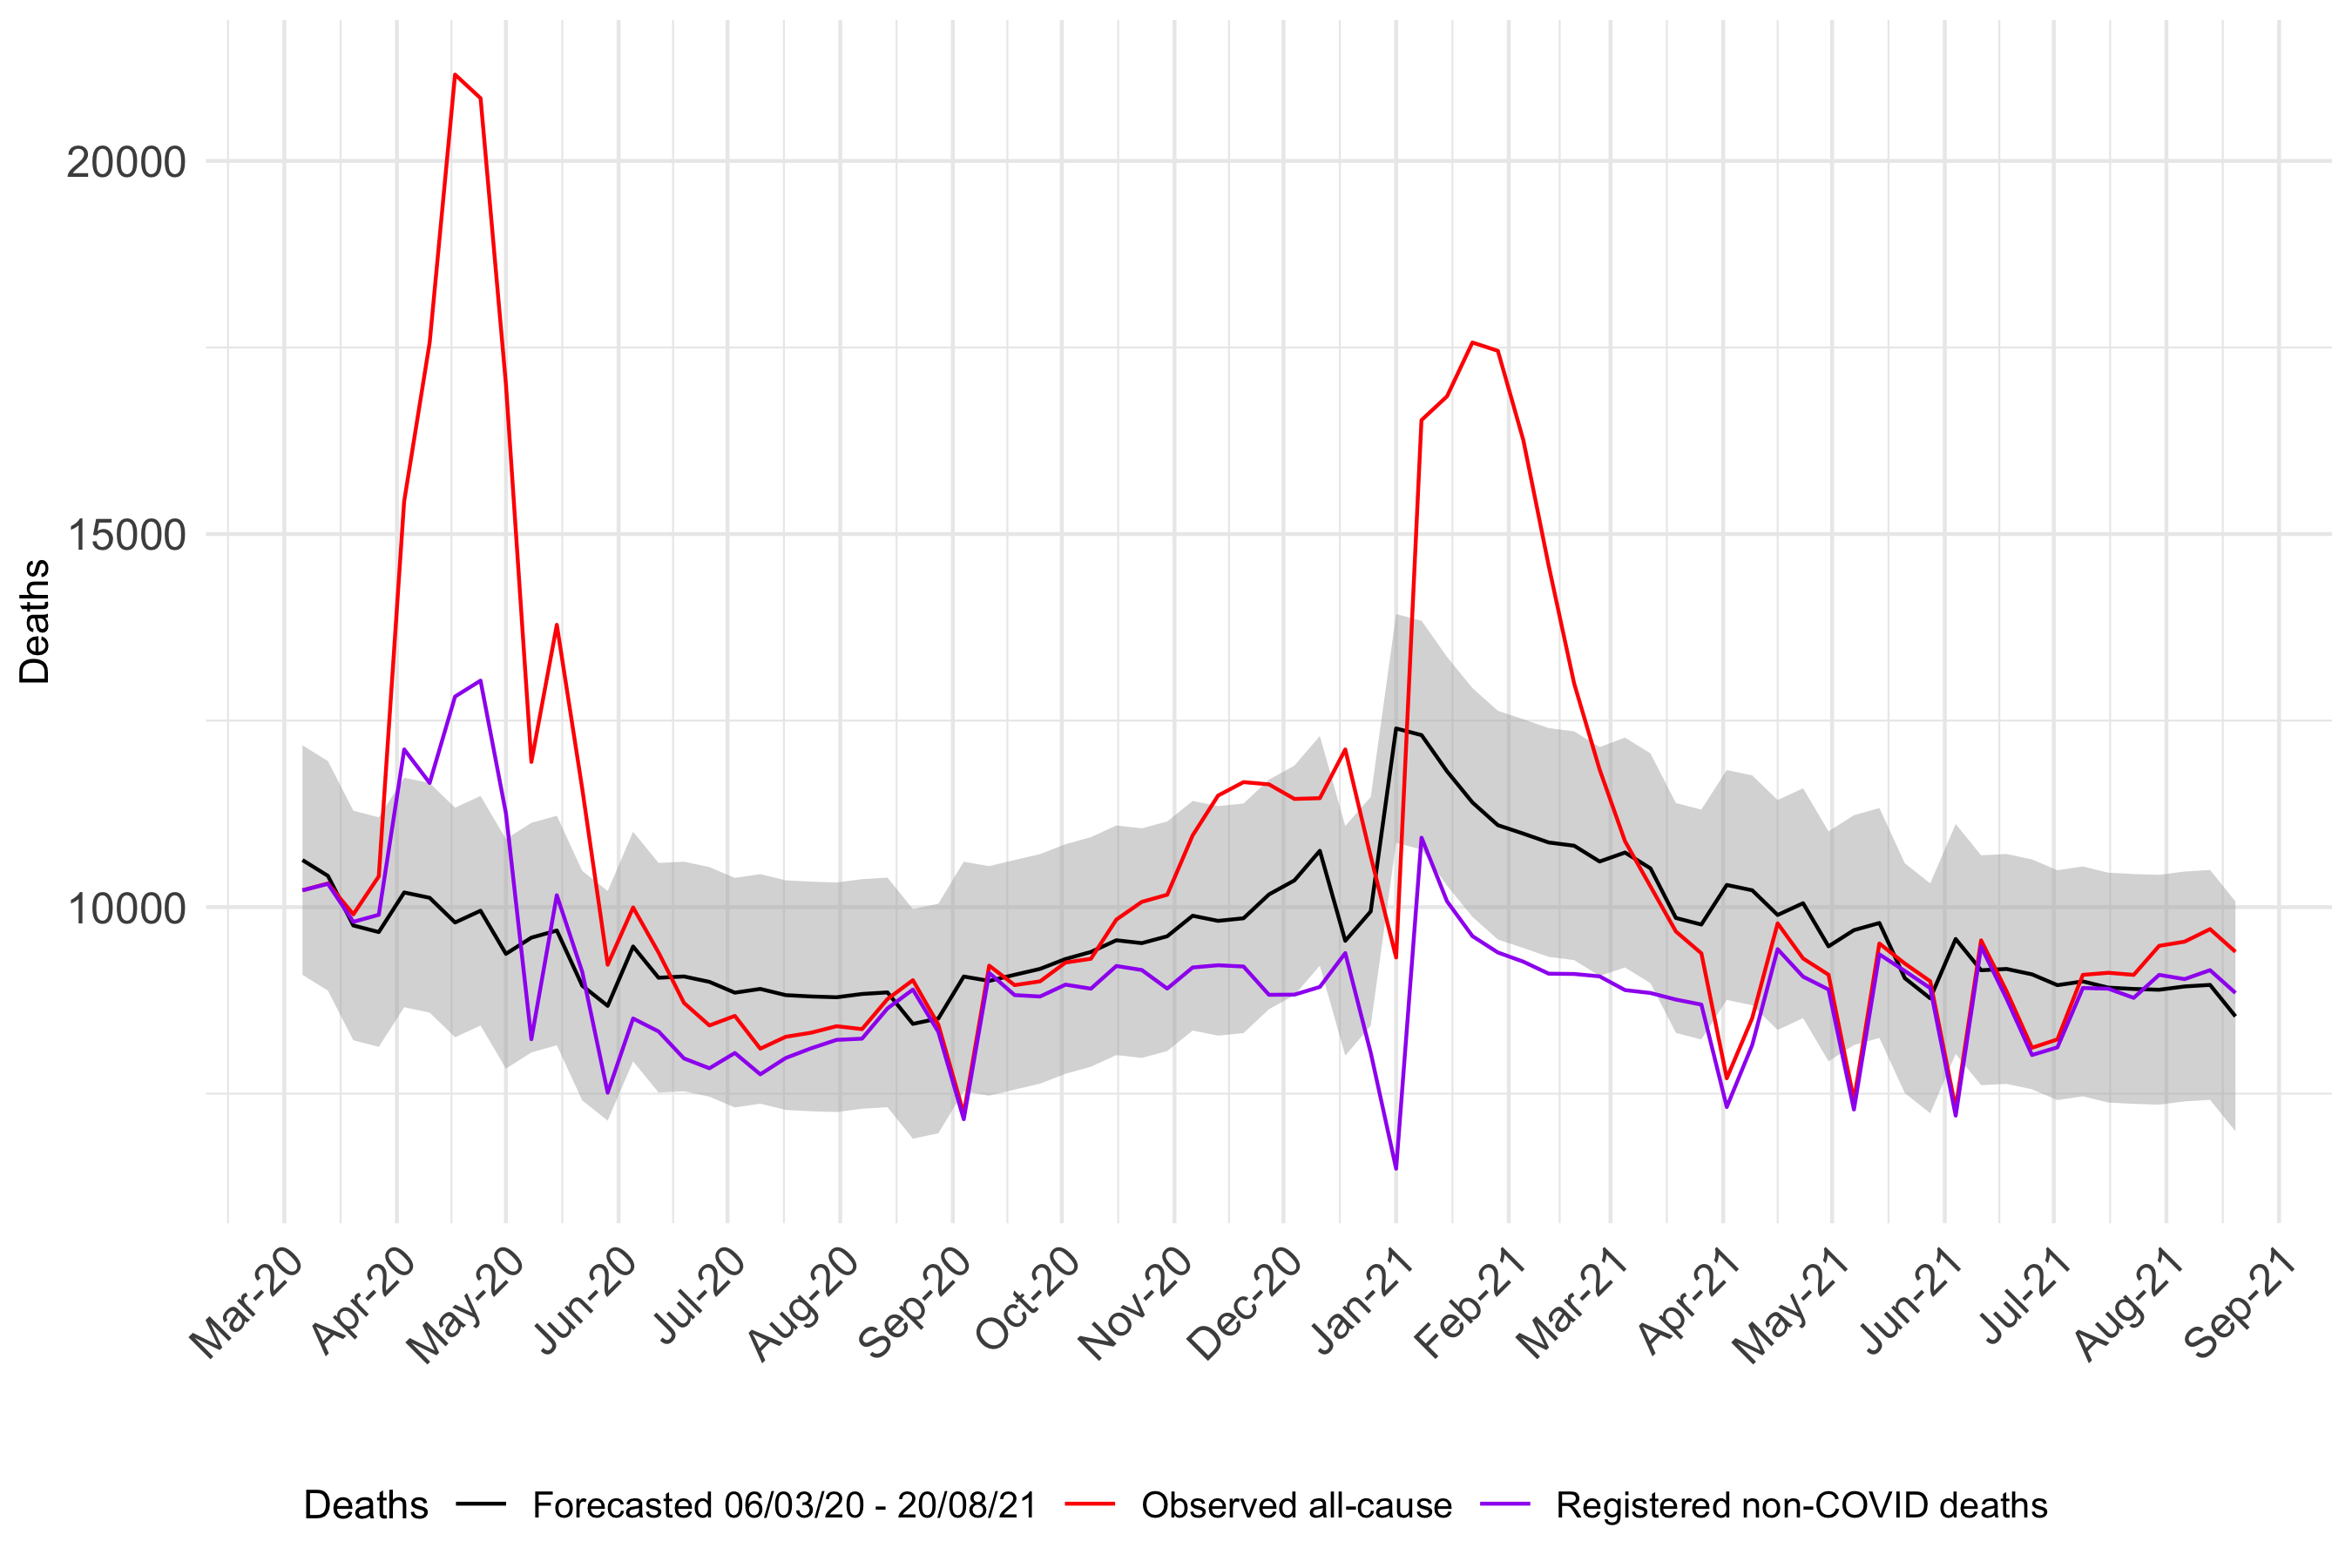 20000
15000
10000
Deaths
Mar-20
Apr-20
May-20
Jun-20
Jul-20
Aug-20
Sep-20
Oct-20
Nov-20
Dec-20
Jan-21
Feb-21
Mar-21
Apr-21
May-21
Jun-21
Jul-21
Aug-21
Sep-21
Deaths Forecasted 06/03/20 - 20/08/21 Observed all-cause Registered non-COVID deaths